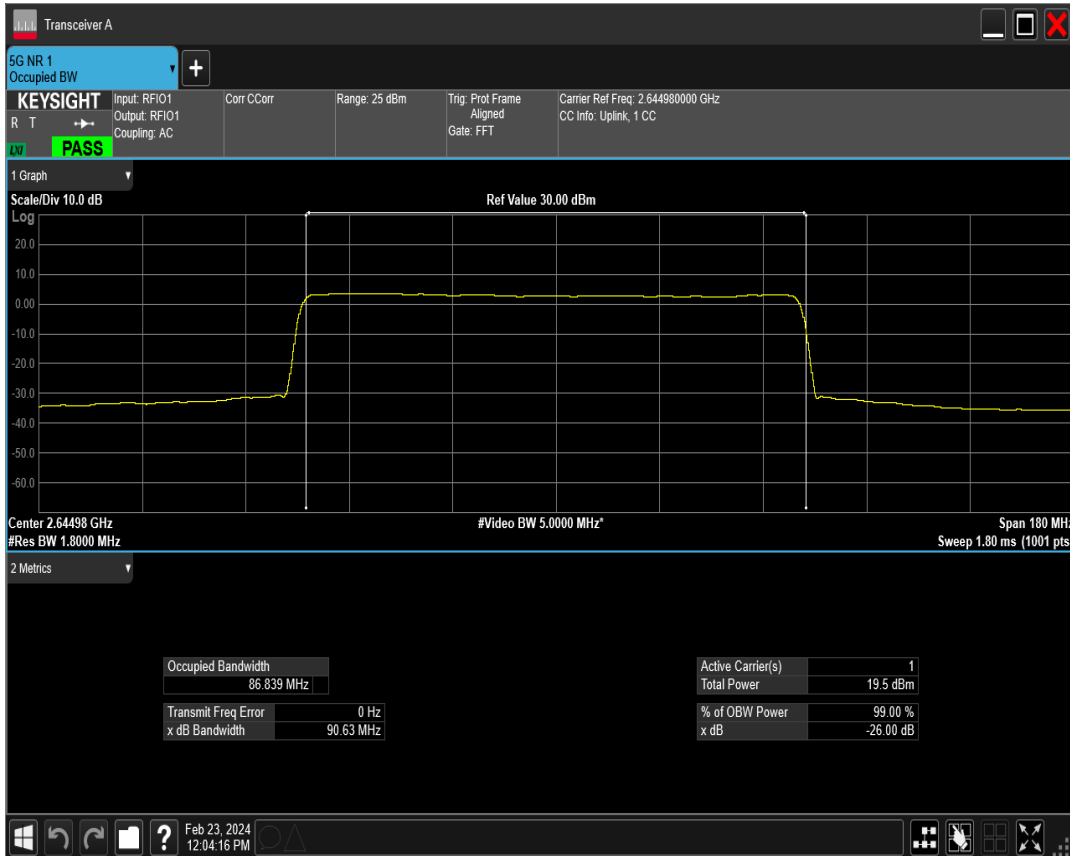 Transceiver A
5G NR 1
Occupied BW
+
KEYSIGHT
R T
LXI
PASS
Input: RFIO1
Output: RFIO1
Coupling: AC
Corr CCorr
Range: 25 dBm
Trig: Prot Frame
Aligned
Gate: FFT
Carrier Ref Freq: 2.644980000 GHz
CC Info: Uplink, 1 CC
1 Graph
Scale/Div 10.0 dB
Ref Value 30.00 dBm
Log
20.0
10.0
0.00
-10.0
-20.0
-30.0
-40.0
-50.0
-60.0
Center 2.64498 GHz
#Video BW 5.0000 MHz*
Span 180 MHz
#Res BW 1.8000 MHz
Sweep 1.80 ms (1001 pts
2 Metrics
Occupied Bandwidth
86.839 MHz
Transmit Freq Error 0 Hz
x dB Bandwidth 90.63 MHz
Active Carrier(s) 1
Total Power 19.5 dBm
% of OBW Power 99.00 %
x dB -26.00 dB
?
Feb 23, 2024
12:04:16 PM